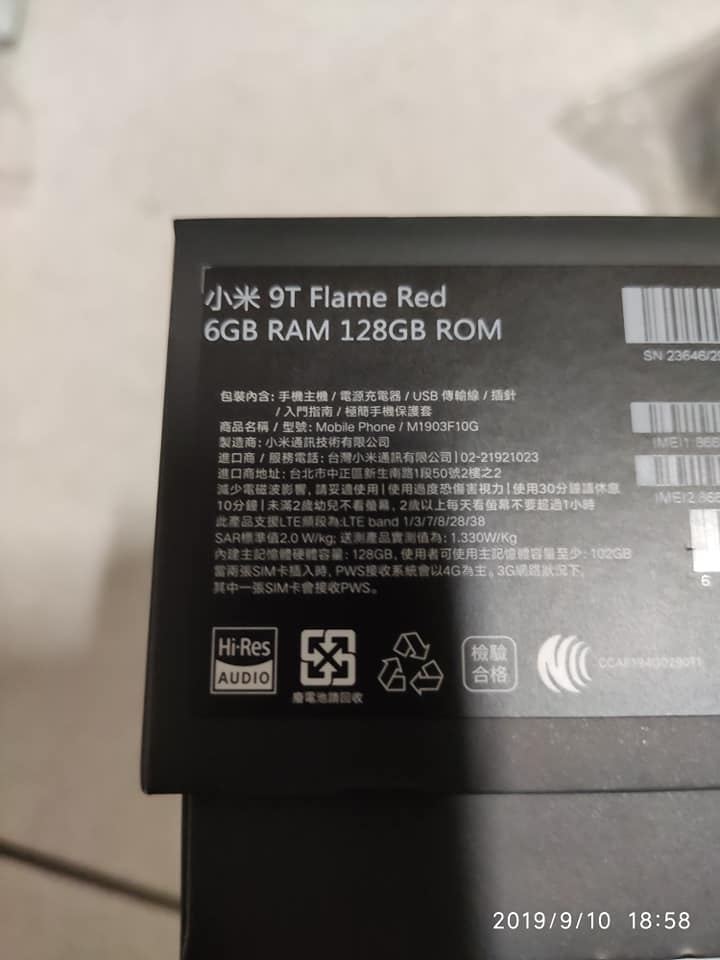 小米 9T Flame Red
6GB RAM 128GB ROM
SN 23646/29
包裝內含: 手機主機 / 電源充電器 / USB 傳輸線 / 插針
/ 入門指南 / 極簡手機保護套
商品名稱 / 型號: Mobile Phone / M1903F10G
製造商: 小米通訊技術有限公司
進口商 / 服務電話: 台灣小米通訊有限公司 | 02-21921023
進口商地址: 台北市中正區新生南路1段50號2樓之2
減少電磁波影響, 請妥適使用 | 使用過度恐傷害視力 | 使用30分鐘請休息
10分鐘 | 未滿2歲幼兒不看螢幕, 2歲以上每天看螢幕不要超過1小時
此產品支援LTE頻段為:LTE band 1/3/7/8/28/38
SAR標準值2.0 W/kg; 送測產品實測值為: 1.330W/Kg
內建主記憶體硬體容量: 128GB, 使用者可使用主記憶體容量至少: 102GB
當兩張SIM卡插入時, PWS接收系統會以4G為主。3G網路狀況下,
其中一張SIM卡會接收PWS。
IMEI1:
IMEI2:
6
Hi-Res
AUDIO
廢電池請回收
檢驗
合格
2019/9/10 18:58